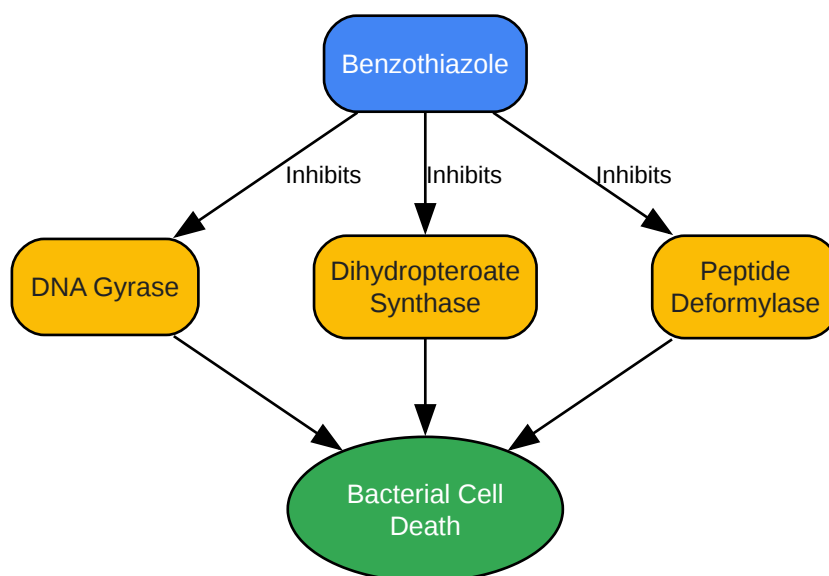 Benzothiazole
Inhibits
Inhibits
Inhibits
DNA Gyrase
Dihydropteroate
Synthase
Peptide
Deformylase
Bacterial Cell
Death